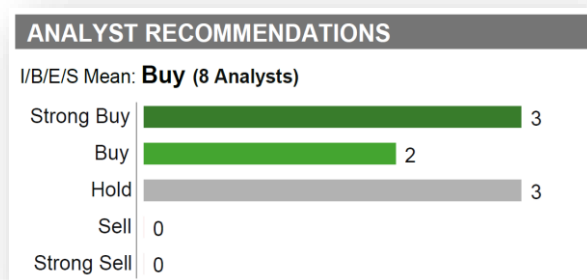 ANALYST RECOMMENDATIONS
I/B/E/S Mean: Buy (8 Analysts)
Strong Buy 3
Buy 2
Hold 3
Sell 0
Strong Sell 0